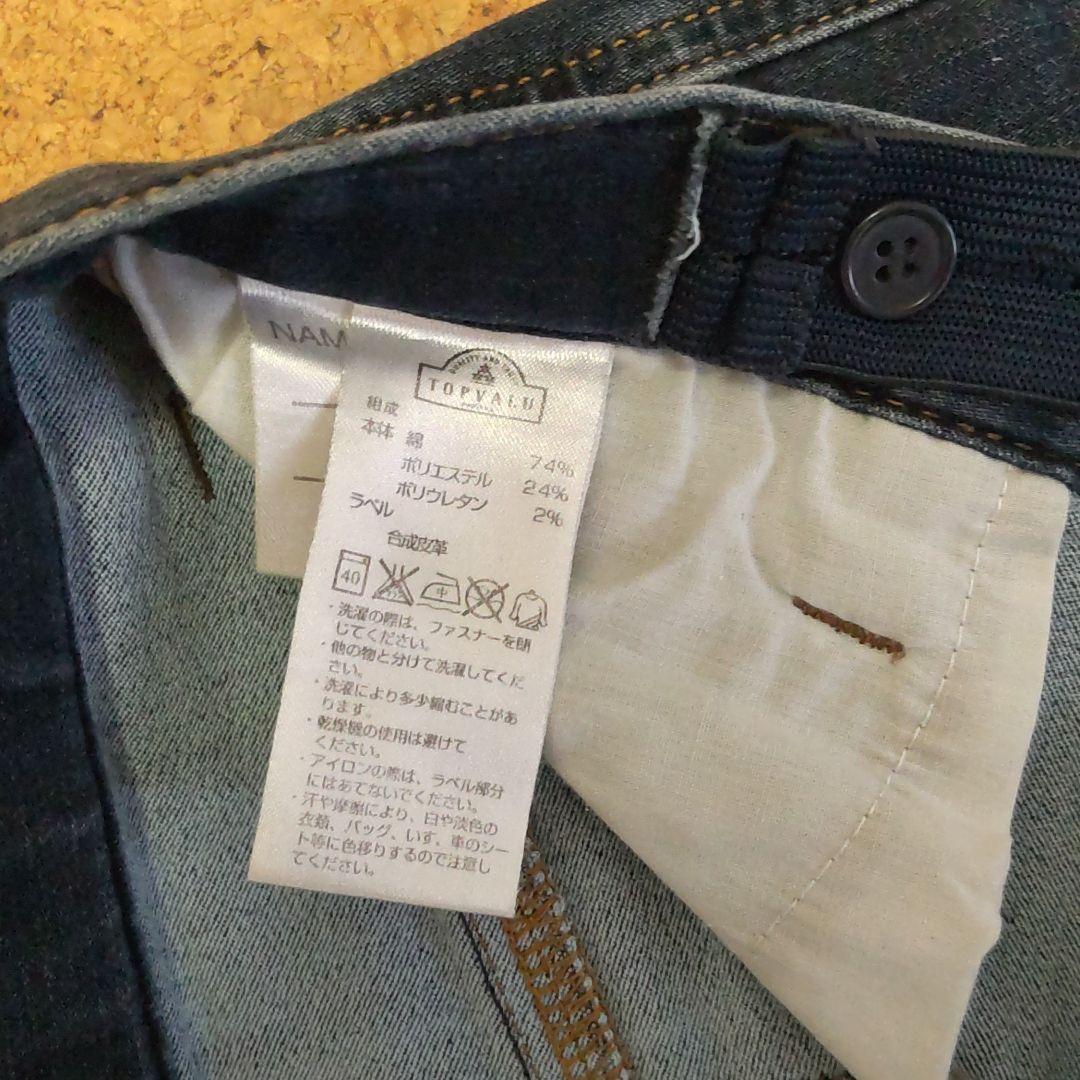 NAM
QUALITY AND
TOPVALU
組成
本体 綿 74%
ポリエステル 24%
ポリウレタン 2%
ラベル
合成皮革
40 中
・洗濯の際は、ファスナーを閉
じてください。
・他の物と分けて洗濯してくだ
さい。
・洗濯により多少縮むことがあ
ります。
・乾燥機の使用は避けて
ください。
・アイロンの際は、ラベル部分
にはあてないでください。
・汗や摩擦により、白や淡色の
衣類、バッグ、いす、車のシー
ト等に色移りするので注意し
てください。